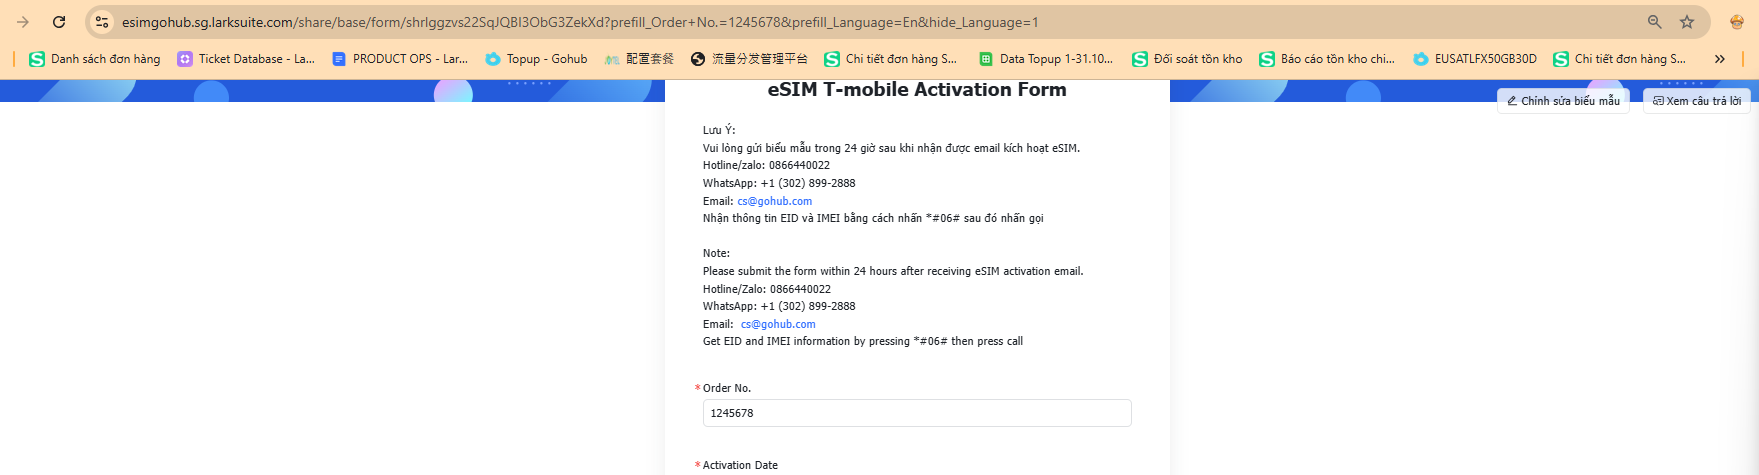 esimgohub.sg.larksuite.com/share/base/form/shrlggzvs22SqJQBI3ObG3ZekXd?prefill_Order+No.=1245678&prefill_Language=En&hide_Language=1
Danh sách đơn hàng
Ticket Database - La...
PRODUCT OPS - Lar...
Topup - Gohub
配置套餐
流量分发管理平台
Chi tiết đơn hàng S...
Data Topup 1-31.10...
Đối soát tồn kho
Báo cáo tồn kho chi...
EUSATLFX50GB30D
Chi tiết đơn hàng S...
eSIM T-mobile Activation Form
Chỉnh sửa biểu mẫu
Xem câu trả lời
Lưu Ý:
Vui lòng gửi biểu mẫu trong 24 giờ sau khi nhận được email kích hoạt eSIM.
Hotline/zalo: 0866440022
WhatsApp: +1 (302) 899-2888
Email: cs@gohub.com
Nhận thông tin EID và IMEI bằng cách nhấn *#06# sau đó nhấn gọi
Note:
Please submit the form within 24 hours after receiving eSIM activation email.
Hotline/Zalo: 0866440022
WhatsApp: +1 (302) 899-2888
Email: cs@gohub.com
Get EID and IMEI information by pressing *#06# then press call
* Order No.
1245678
* Activation Date